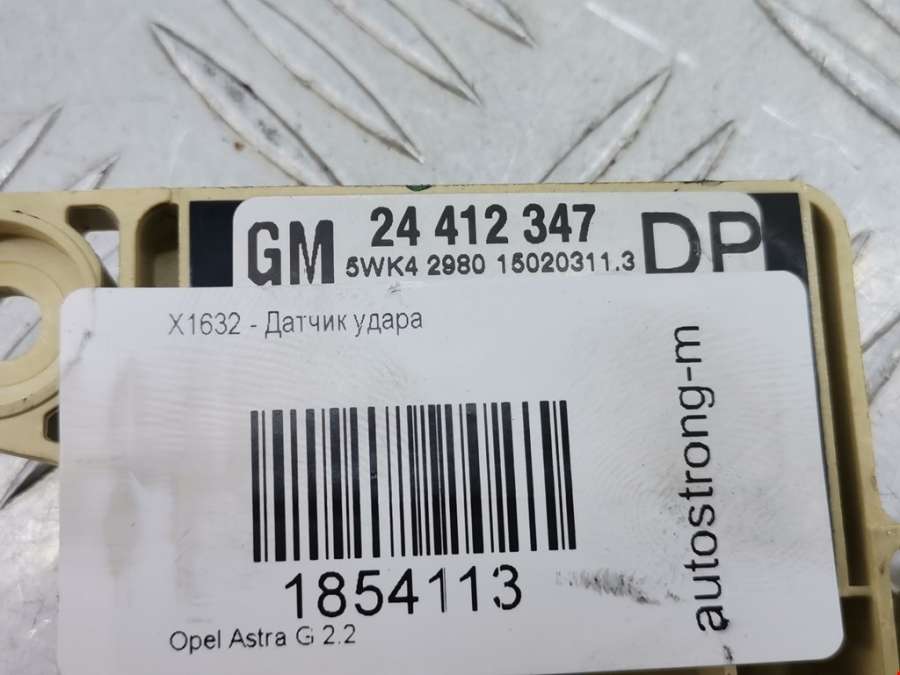 GM 24 412 347 DP
5WK4 2980 15020311.3
X1632 - Датчик удара
1854113
Opel Astra G 2.2
autostrong-m